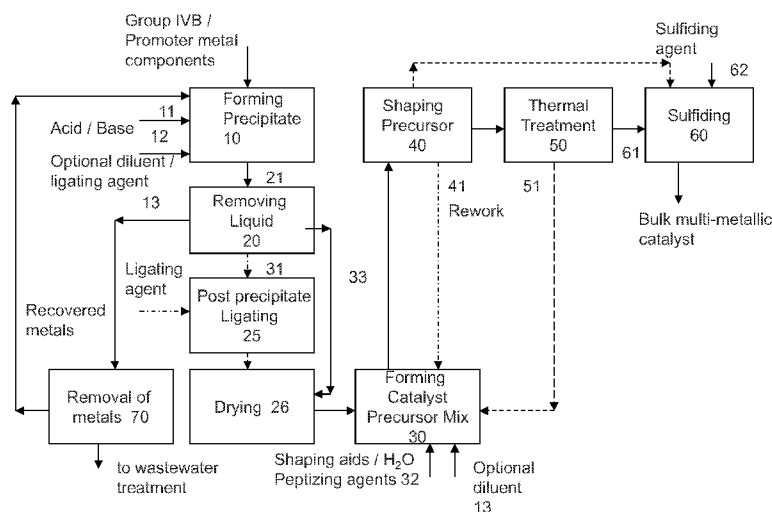 Group IVB /
Promoter metal
components
Sulfiding
agent
62
11
Acid / Base
12
Optional diluent /
ligating agent
Forming
Precipitate
10
Shaping
Precursor
40
Thermal
Treatment
50
61
Sulfiding
60
21
13
Removing
Liquid
20
41
Rework
51
Bulk multi-metallic
catalyst
31
Ligating
agent
33
Post precipitate
Ligating
25
Recovered
metals
Removal of
metals 70
Drying 26
Forming
Catalyst
Precursor Mix
30
to wastewater
treatment
Shaping aids / H₂O
Peptizing agents 32
Optional
diluent
13